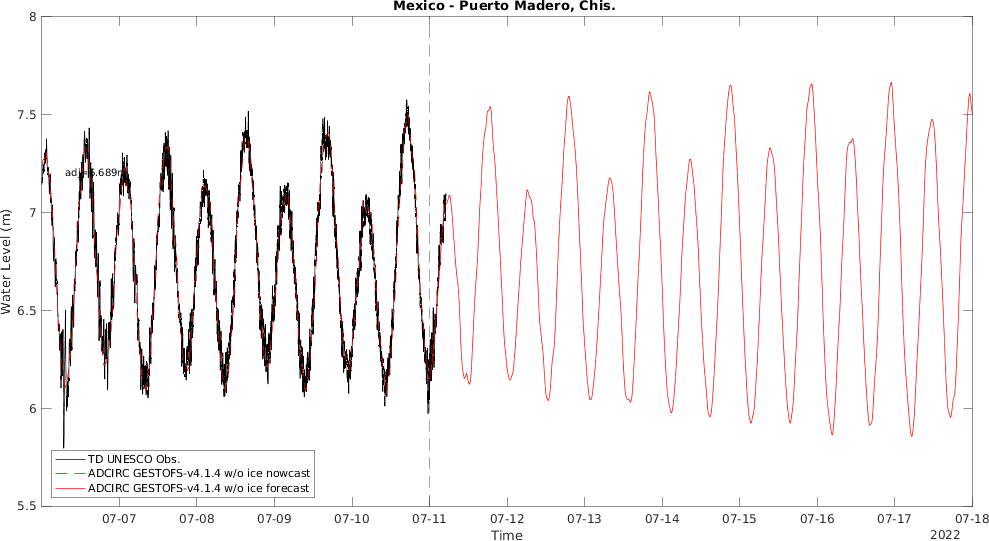 Mexico - Puerto Madero, Chis.
8
7.5
7
6.5
6
5.5
Water Level (m)
adj=6.689m
TD UNESCO Obs.
ADCIRC GESTOFS-v4.1.4 w/o ice nowcast
ADCIRC GESTOFS-v4.1.4 w/o ice forecast
07-07 07-08 07-09 07-10 07-11 07-12 07-13 07-14 07-15 07-16 07-17 07-18
Time
2022